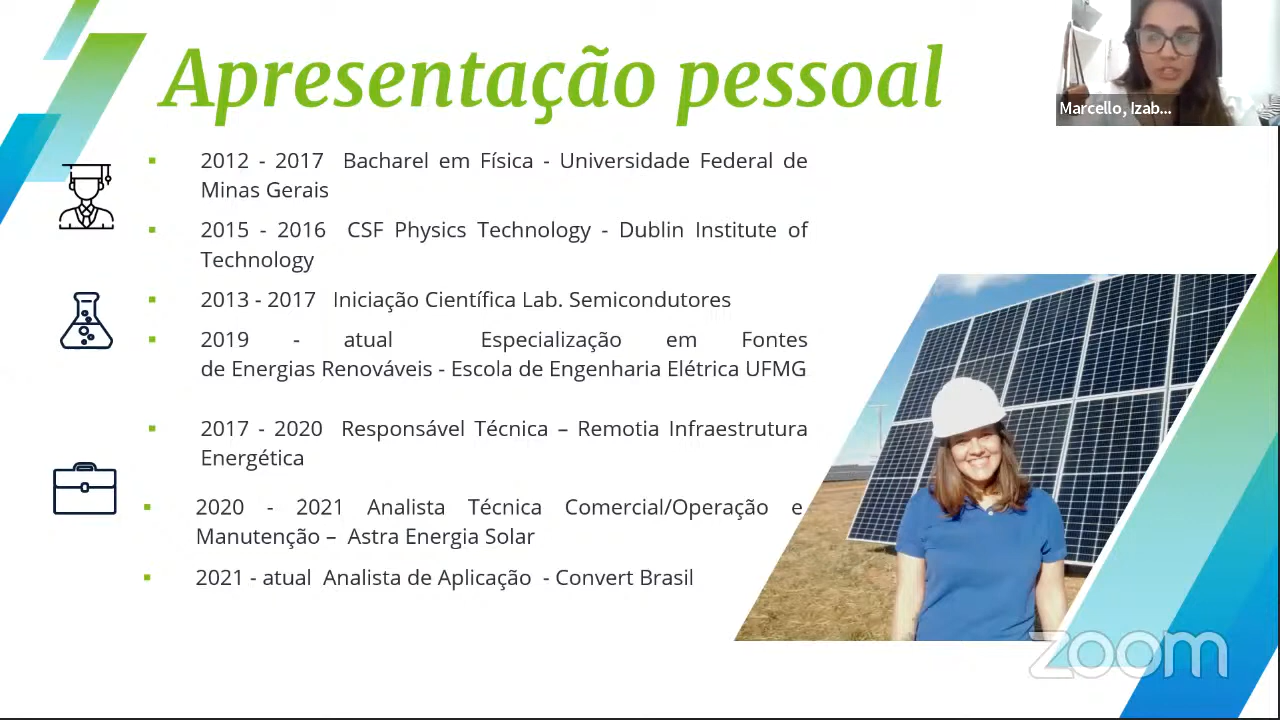 Apresentação pessoal
Marcello, Izab...
2012 - 2017 Bacharel em Física - Universidade Federal de
Minas Gerais
2015 - 2016 CSF Physics Technology - Dublin Institute of
Technology
2013 - 2017 Iniciação Científica Lab. Semicondutores
2019 - atual Especialização em Fontes
de Energias Renováveis - Escola de Engenharia Elétrica UFMG
2017 - 2020 Responsável Técnica – Remotia Infraestrutura
Energética
2020 - 2021 Analista Técnica Comercial/Operação e
Manutenção – Astra Energia Solar
2021 - atual Analista de Aplicação - Convert Brasil
zoom